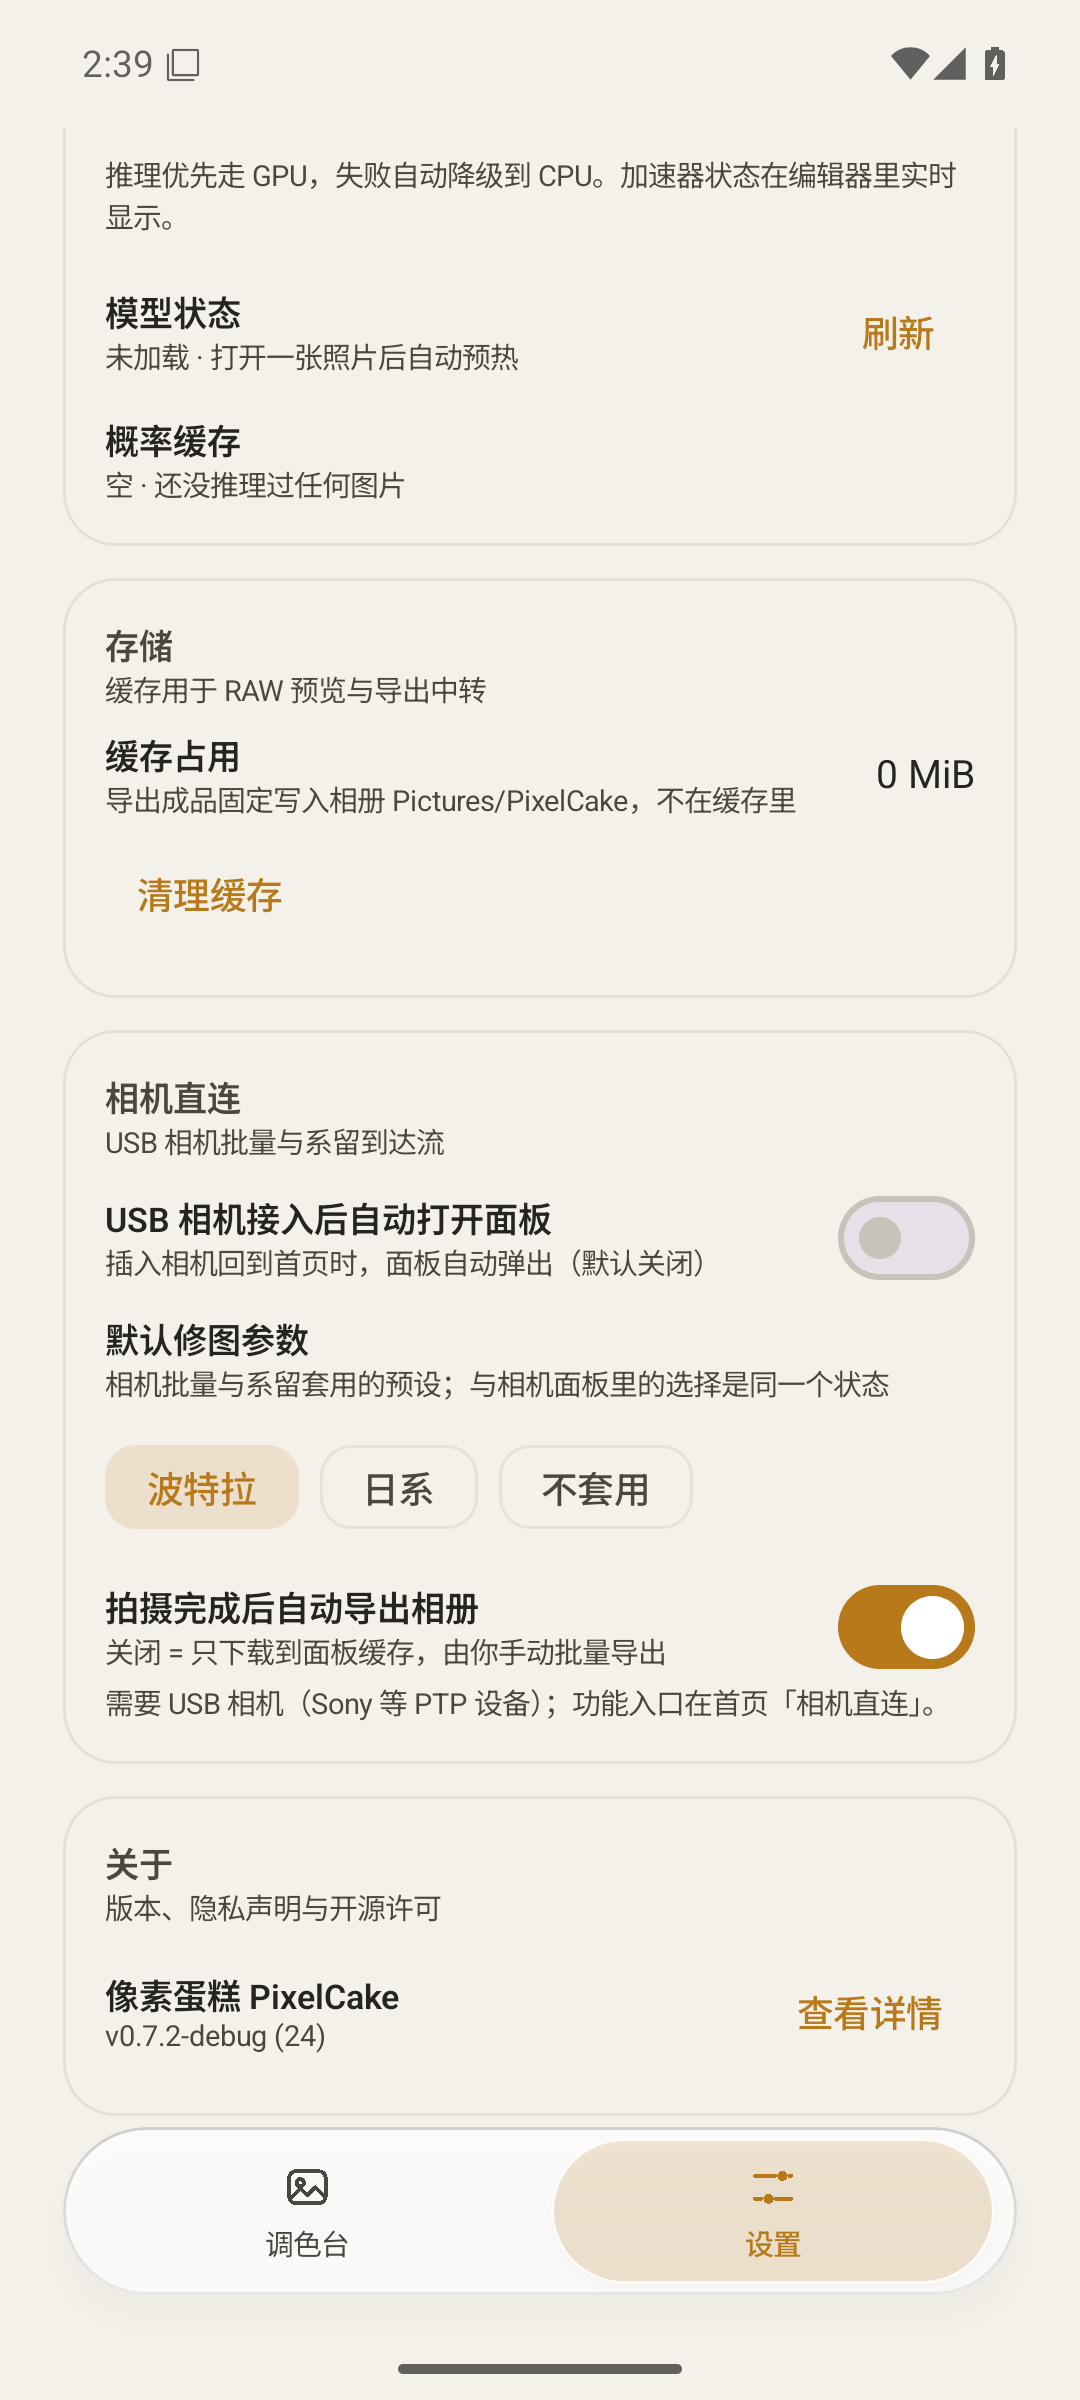 2:39
推理优先走 GPU，失败自动降级到 CPU。加速器状态在编辑器里实时
显示。
模型状态
未加载 · 打开一张照片后自动预热
刷新
概率缓存
空 · 还没推理过任何图片
存储
缓存用于 RAW 预览与导出中转
缓存占用
导出成品固定写入相册 Pictures/PixelCake，不在缓存里
0 MiB
清理缓存
相机直连
USB 相机批量与系留到达流
USB 相机接入后自动打开面板
插入相机回到首页时，面板自动弹出（默认关闭）
默认修图参数
相机批量与系留套用的预设；与相机面板里的选择是同一个状态
波特拉
日系
不套用
拍摄完成后自动导出相册
关闭 = 只下载到面板缓存，由你手动批量导出
需要 USB 相机（Sony 等 PTP 设备）；功能入口在首页「相机直连」。
关于
版本、隐私声明与开源许可
像素蛋糕 PixelCake
v0.7.2-debug (24)
查看详情
调色台
设置